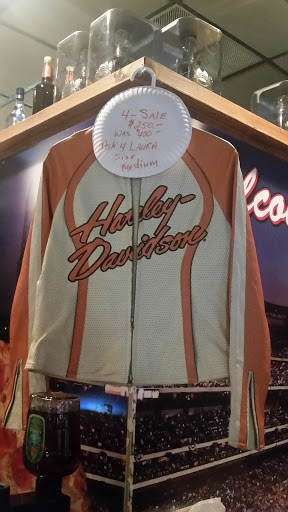 4-SALE
$250.-
WAS $400-
Ask 4 LAURA
Size
Medium
Harley-
Davidson